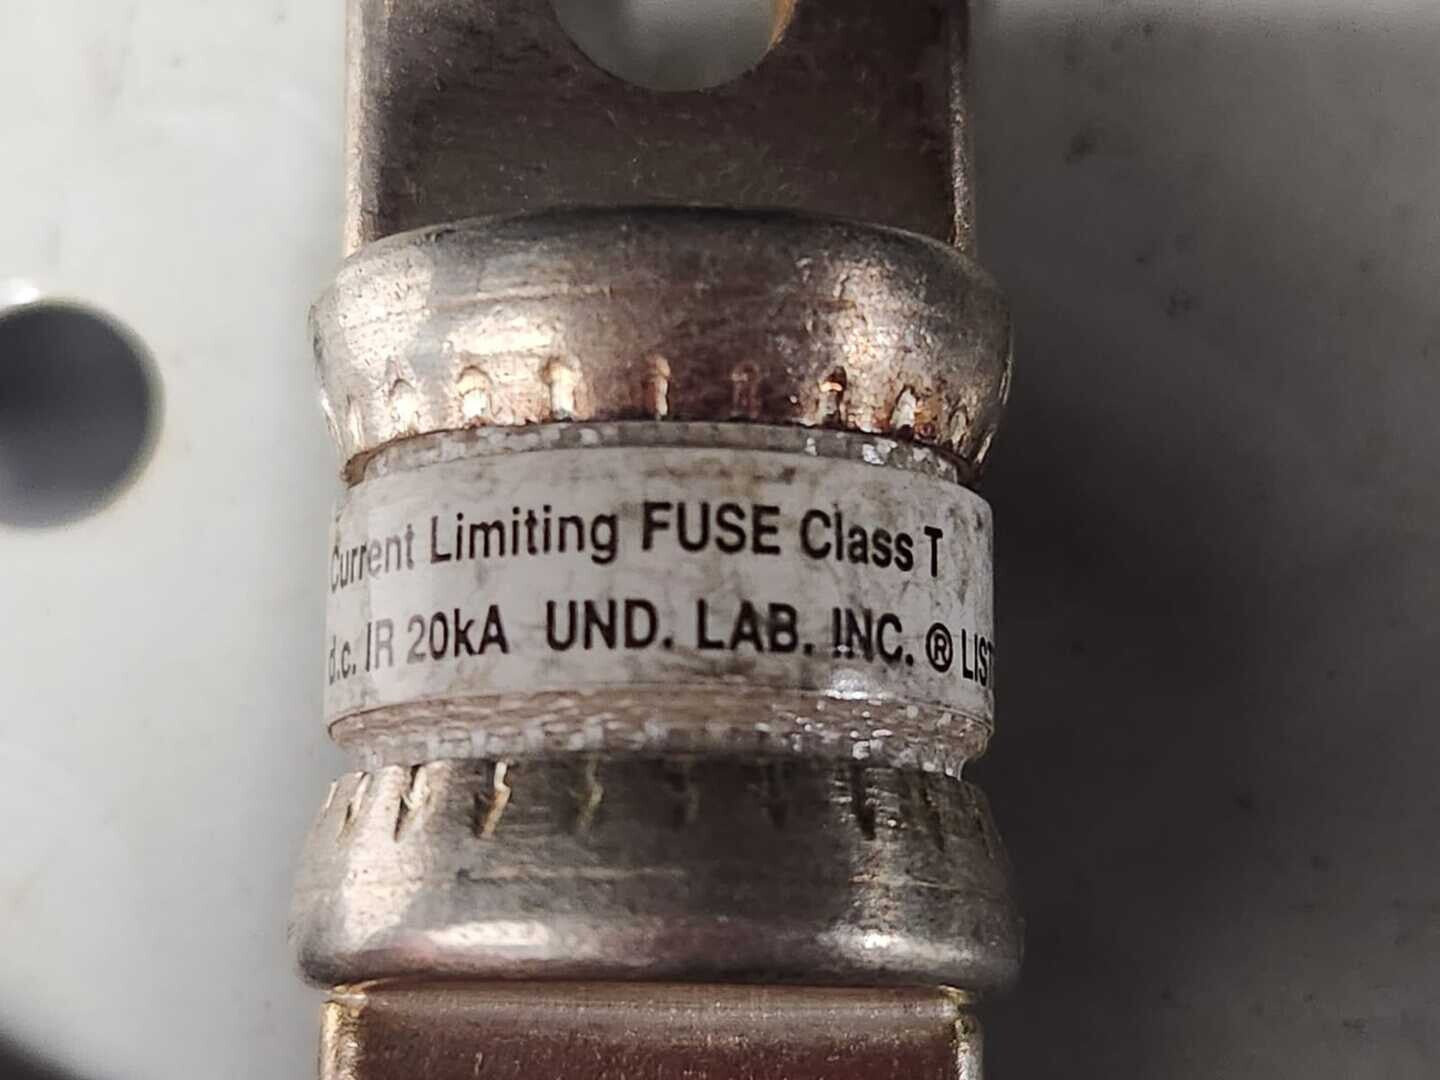 Current Limiting FUSE Class T
d.c. IR 20kA UND. LAB. INC. ®